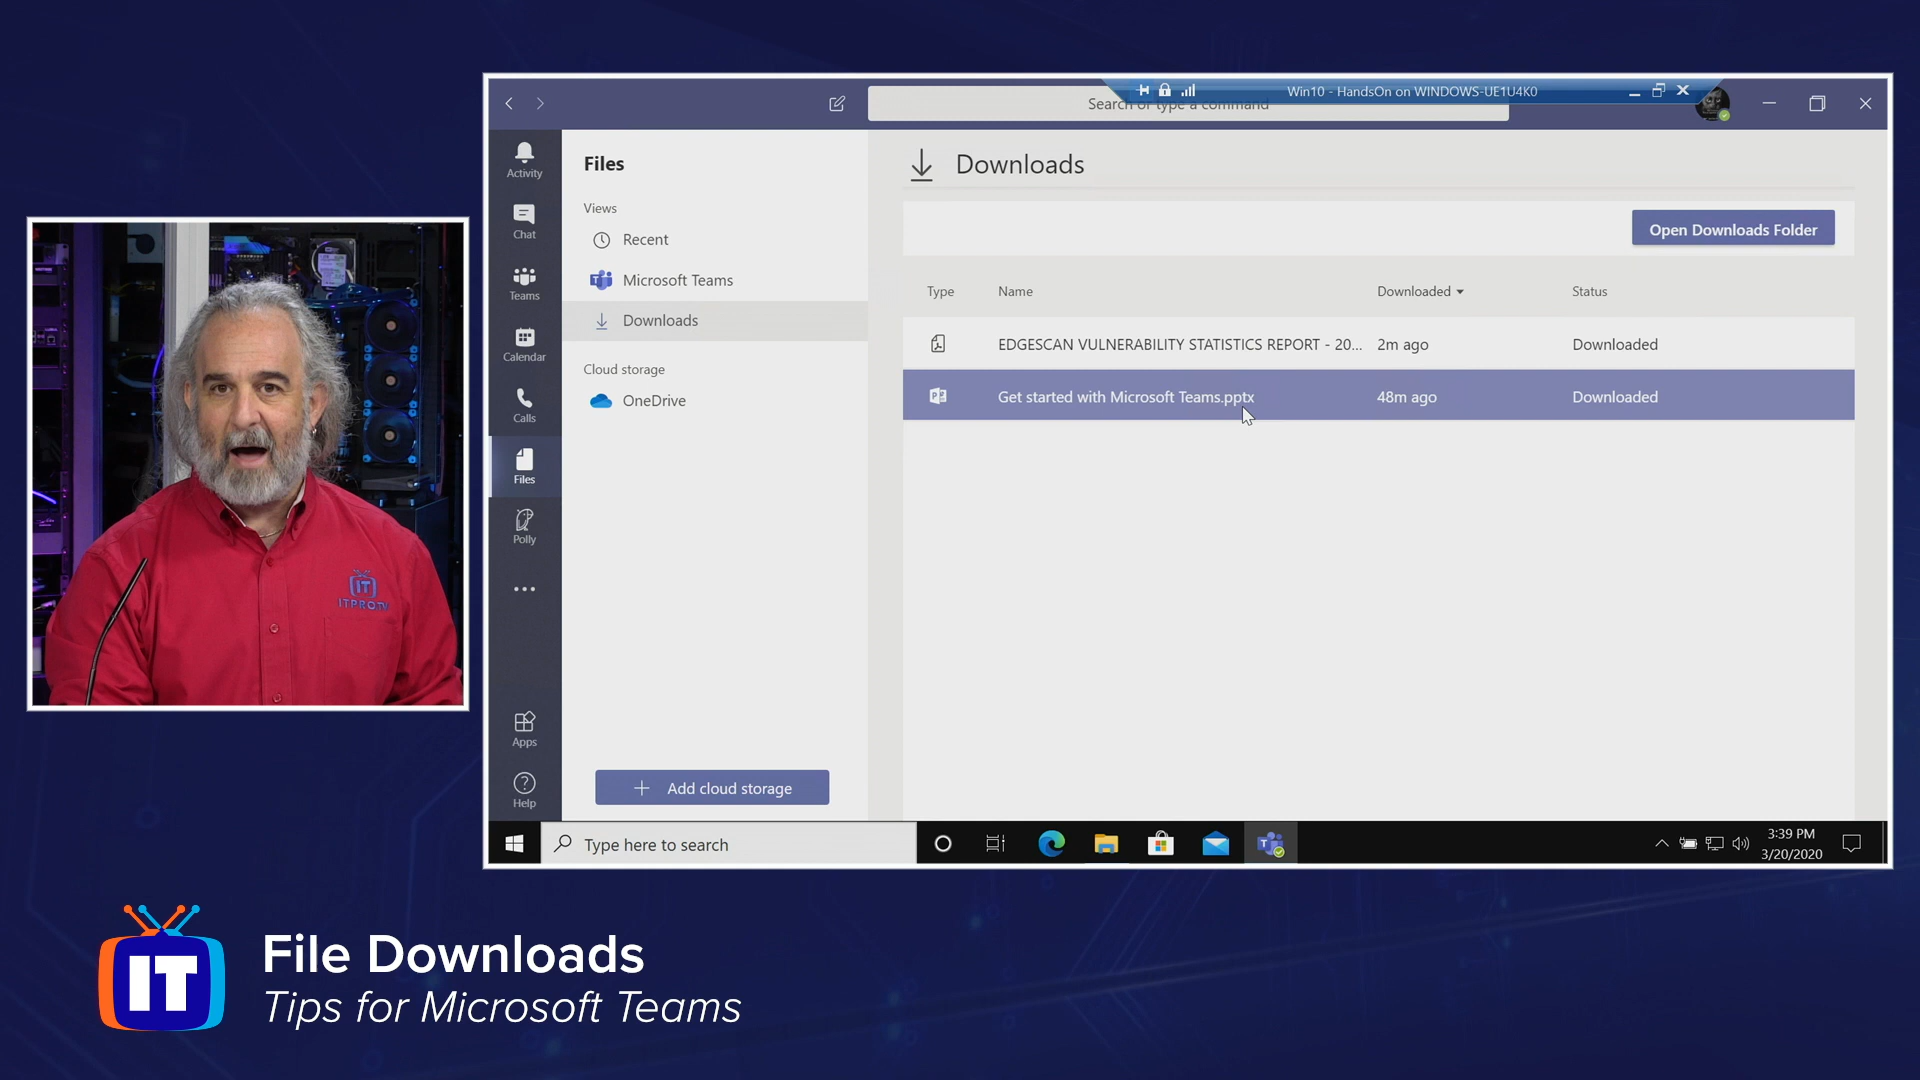 Win10 - HandsOn on WINDOWS-UE1U4K0
Search or type a command
Activity
Chat
Teams
Calendar
Calls
Files
Polly
Apps
Help
Files
Views
Recent
Microsoft Teams
Downloads
Cloud storage
OneDrive
Add cloud storage
Downloads
Open Downloads Folder
Type Name Downloaded Status
EDGESCAN VULNERABILITY STATISTICS REPORT - 20... 2m ago Downloaded
Get started with Microsoft Teams.pptx 48m ago Downloaded
Type here to search
3:39 PM
3/20/2020
IT
ITPROTV
IT
File Downloads
Tips for Microsoft Teams